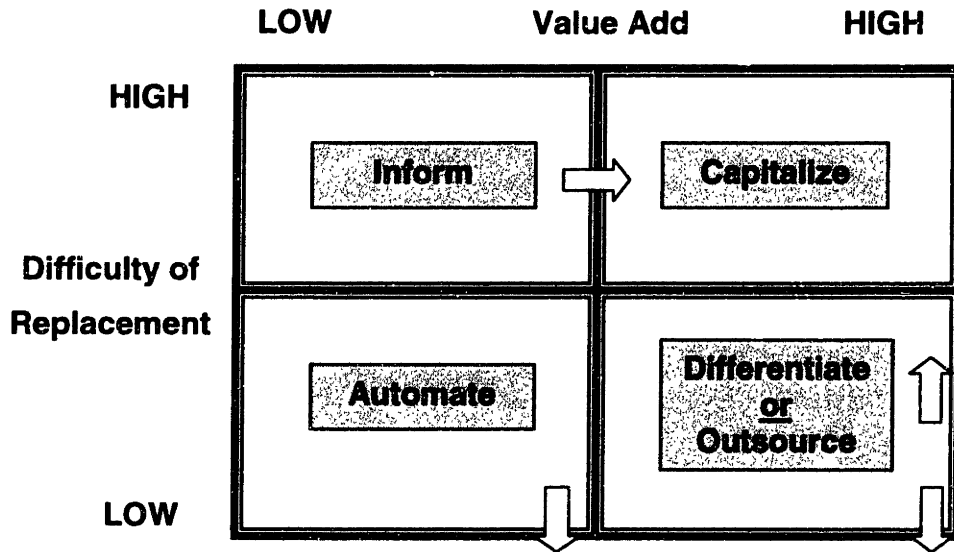 LOW Value Add HIGH
HIGH
Inform Capitalize
Difficulty of
Replacement
Automate
Differentiate
or
Outsource
LOW